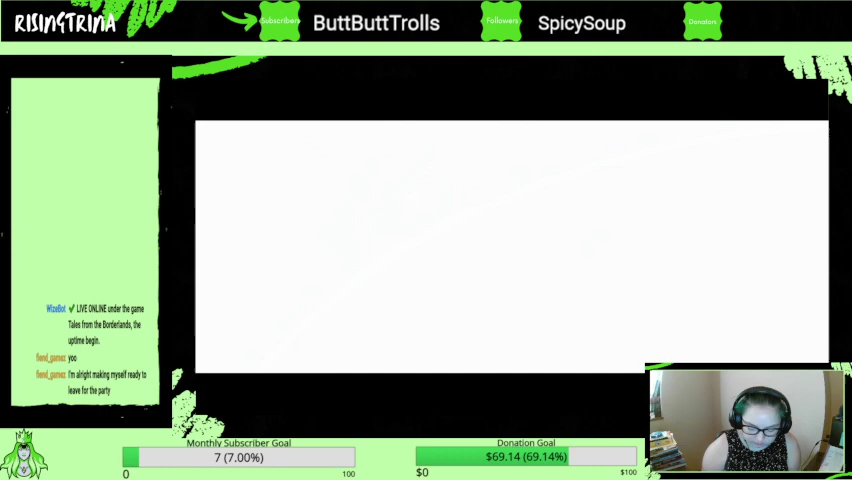 RISINGTRINA
Subscribers
ButtButtTrolls
Followers
SpicySoup
Donators
WizeBot ✔ LIVE ONLINE under the game
Tales from the Borderlands, the
uptime begin.
fiend_gamez yoo
fiend_gamez I'm alright making myself ready to
leave for the party
Monthly Subscriber Goal
7 (7.00%)
0
100
Donation Goal
$69.14 (69.14%)
$0
$100